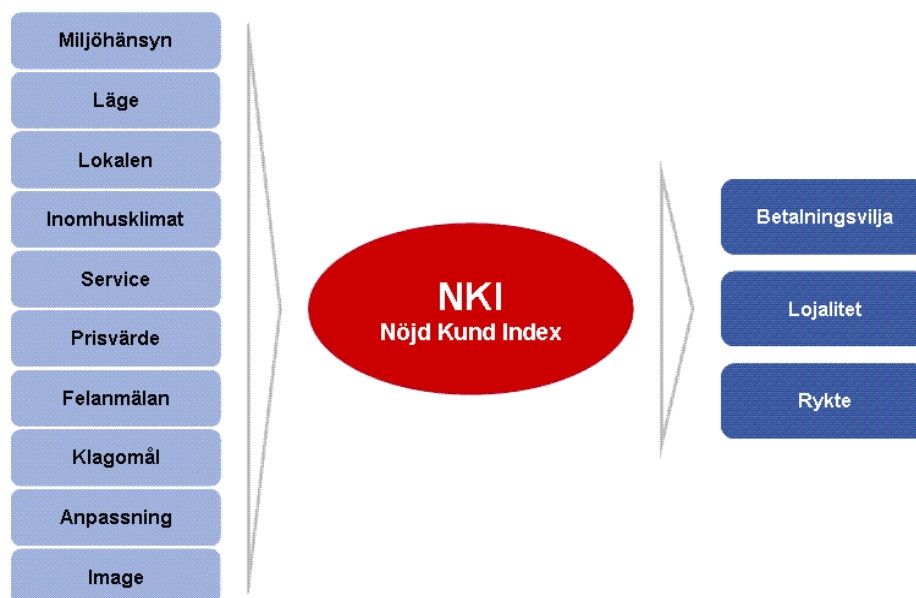 Miljöhänsyn
Läge
Lokalen
Inomhusklimat
Service
Prisvärde
Felanmälan
Klagomål
Anpassning
Image
NKI
Nöjd Kund Index
Betalningsvilja
Lojalitet
Rykte